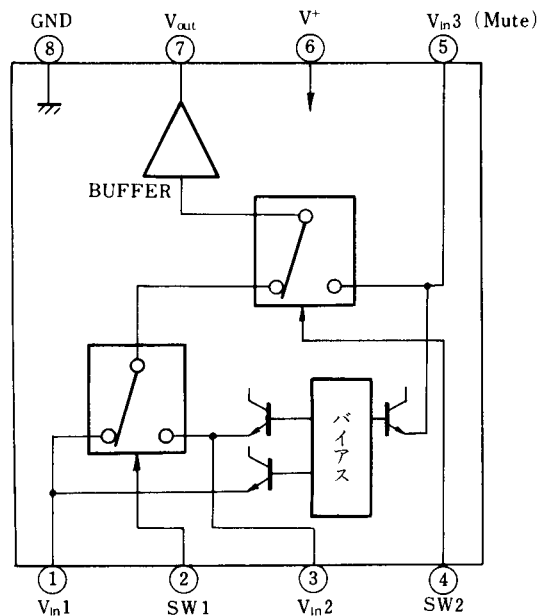 GND
Vout
V+
Vin3 (Mute)
8
7
6
5
BUFFER
バイアス
1
2
3
4
Vin1
SW1
Vin2
SW2